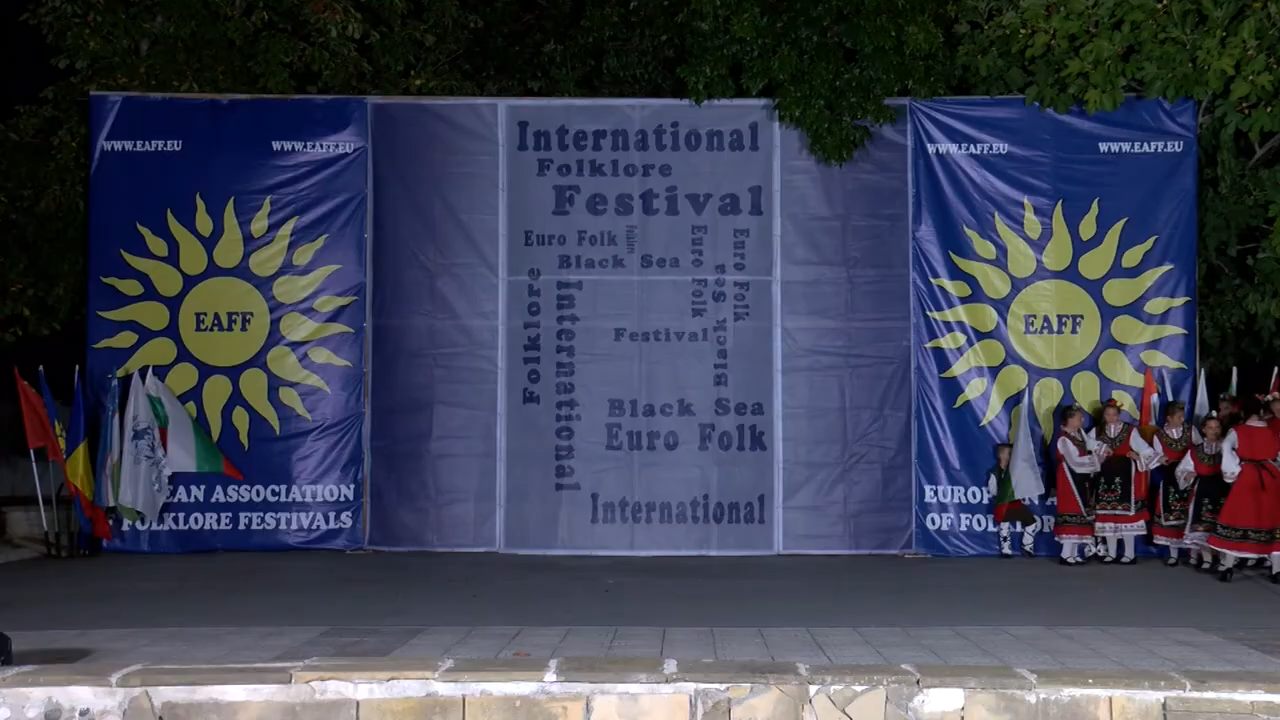 WWW.EAFF.EU WWW.EAFF.EU
EAFF
EAN ASSOCIATION
FOLKLORE FESTIVALS
International
Folklore
Festival
Euro Folk
Black Sea
Euro Folk
Euro Folk
Folklore
International
Festival
Black Sea
Black Sea
Euro Folk
International
WWW.EAFF.EU WWW.EAFF.EU
EAFF
EUROP
OF FOLKLOR